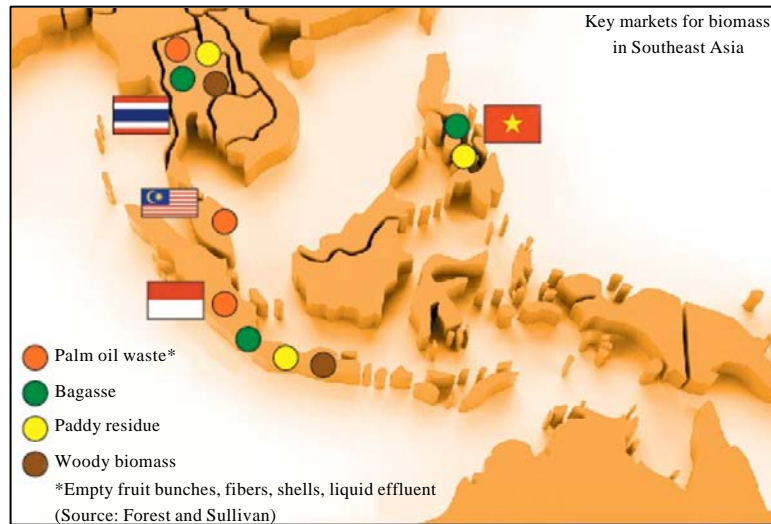 Key markets for biomass
in Southeast Asia
Palm oil waste*
Bagasse
Paddy residue
Woody biomass
*Empty fruit bunches, fibers, shells, liquid effluent
(Source: Forest and Sullivan)